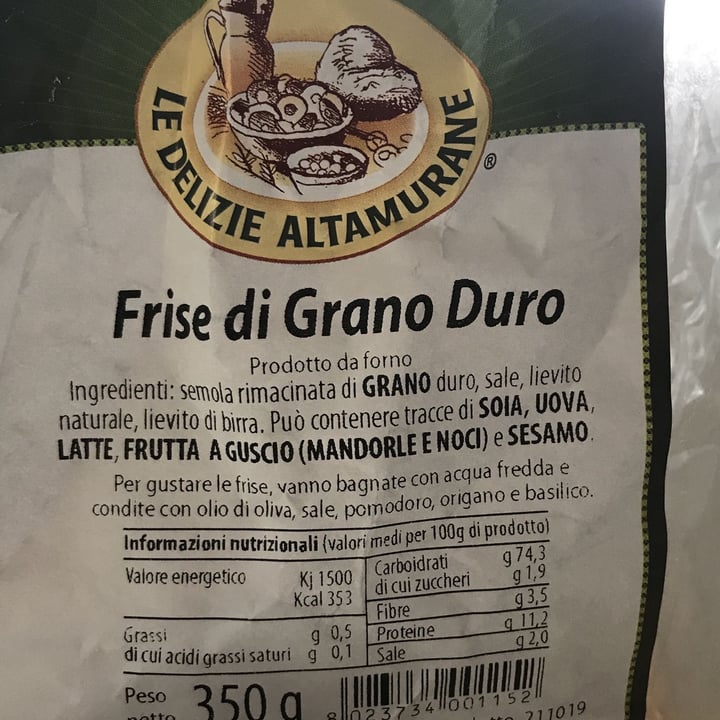 LE DELIZIE ALTAMURANE ®
Frise di Grano Duro
Prodotto da forno
Ingredienti: semola rimacinata di GRANO duro, sale, lievito
naturale, lievito di birra. Può contenere tracce di SOIA, UOVA,
LATTE, FRUTTA A GUSCIO (MANDORLE E NOCI) e SESAMO.
Per gustare le frise, vanno bagnate con acqua fredda e
condite con olio di oliva, sale, pomodoro, origano e basilico.
Informazioni nutrizionali (valori medi per 100g di prodotto)
Valore energetico Kj 1500
Kcal 353
Grassi g 0,5
di cui acidi grassi saturi g 0,1
Carboidrati g 74,3
di cui zuccheri g 1,9
Fibre g 3,5
Proteine g 11,2
Sale g 2,0
Peso 350 g
netto
8 023734 001152
211019